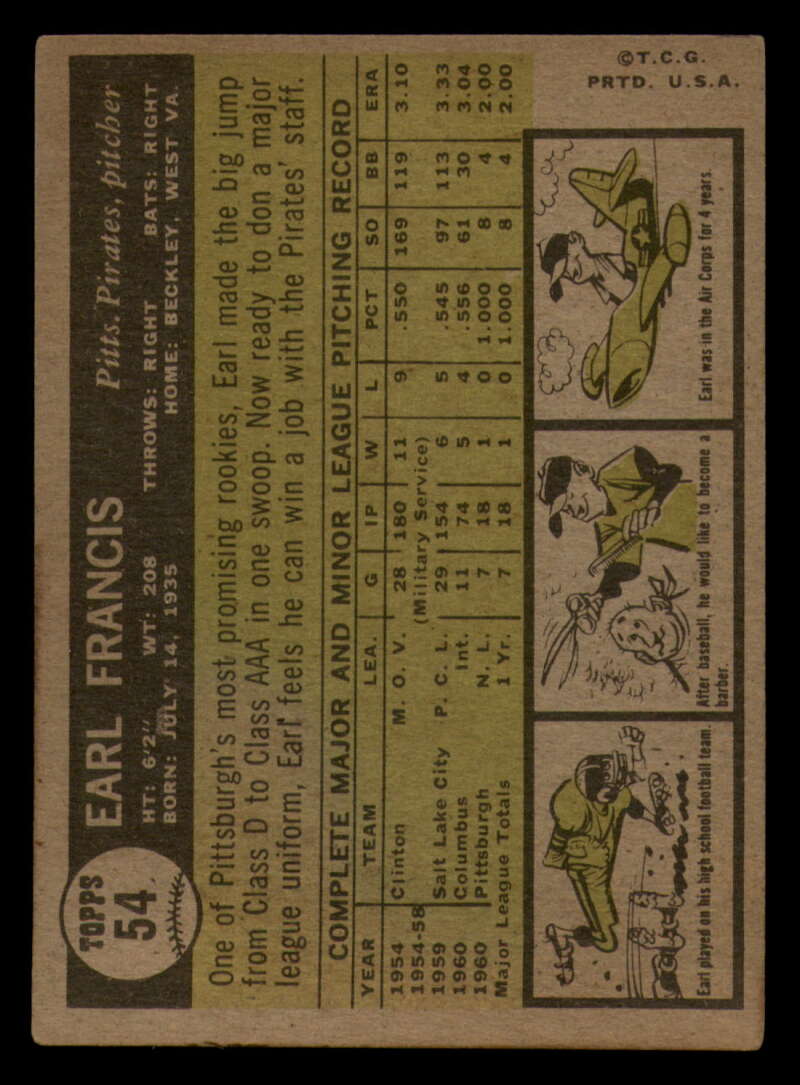 TOPPS
54
EARL FRANCIS Pitts. Pirates, pitcher
HT: 6'2" WT: 208 THROWS: RIGHT BATS: RIGHT
BORN: JULY 14, 1935 HOME: BECKLEY, WEST VA.
One of Pittsburgh's most promising rookies, Earl made the big jump
from Class D to Class AAA in one swoop. Now ready to don a major
league uniform, Earl feels he can win a job with the Pirates' staff.
COMPLETE MAJOR AND MINOR LEAGUE PITCHING RECORD
YEAR TEAM LEA. G IP W L PCT SO BB ERA
1954 Clinton M. O. V. 28 180 11 9 .550 169 119 3.10
1954-58 (Military Service)
1959 Salt Lake City P. C. L. 29 154 6 5 .545 97 113 3.33
1960 Columbus Int. 11 74 5 4 .556 61 30 3.04
1960 Pittsburgh N. L. 7 18 1 0 1.000 8 4 2.00
Major League Totals 1 Yr. 7 18 1 0 1.000 8 4 2.00
Earl played on his high school football team.
After baseball, he would like to become a
barber.
Earl was in the Air Corps for 4 years.
©T.C.G.
PRTD. U.S.A.